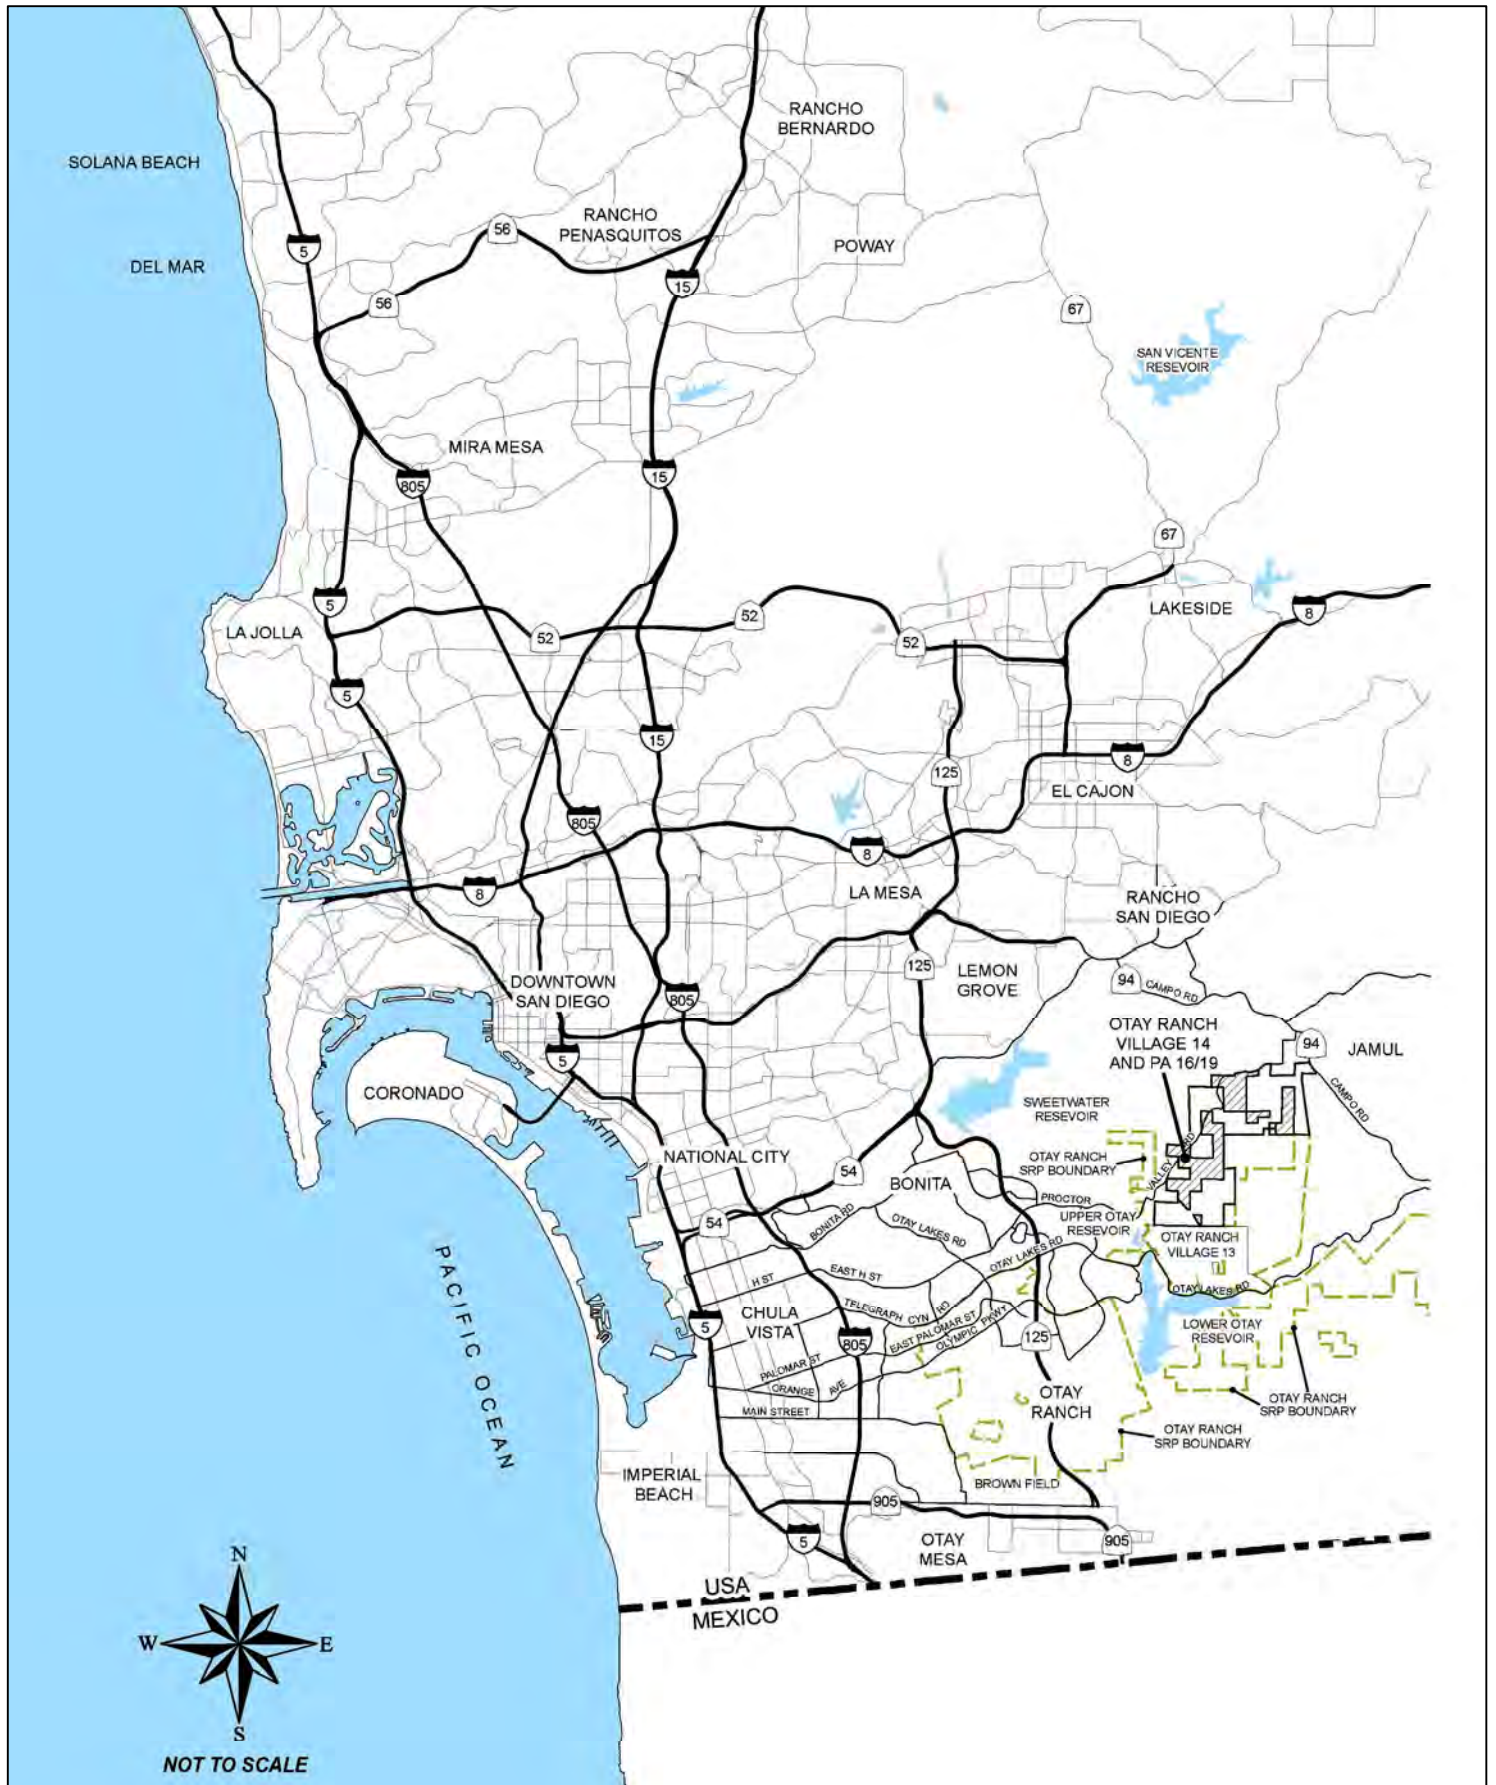 RANCHO
BERNARDO
SOLANA BEACH
RANCHO
PENASQUITOS
56
5
POWAY
DEL MAR
15
56
67
SAN VICENTE
RESEVOIR
MIRA MESA
805
15
67
5
LAKESIDE
8
LA JOLLA
52
52
52
5
15
8
125
EL CAJON
805
8
8
LA MESA
RANCHO
SAN DIEGO
125
LEMON
GROVE
94
CAMPO RD
DOWNTOWN
SAN DIEGO
805
OTAY RANCH
VILLAGE 14
AND PA 16/19
94
JAMUL
5
CORONADO
CAMPO RD
SWEETWATER
RESEVOIR
NATIONAL CITY
OTAY RANCH
SRP BOUNDARY
VALLEY RD
54
BONITA
PROCTOR
54
BONITA RD
OTAY LAKES RD
UPPER OTAY
RESEVOIR
OTAY RANCH
VILLAGE 13
OTAY LAKES RD
EAST H ST
H ST
OTAY LAKES RD
TELEGRAPH CYN RD
CHULA
VISTA
5
805
EAST PALOMAR ST
OLYMPIC PKWY
125
LOWER OTAY
RESEVOIR
PALOMAR ST
ORANGE AVE
MAIN STREET
OTAY
RANCH
OTAY RANCH
SRP BOUNDARY
OTAY RANCH
SRP BOUNDARY
PACIFIC OCEAN
IMPERIAL
BEACH
BROWN FIELD
905
5
OTAY
MESA
905
USA
MEXICO
N
W
E
S
NOT TO SCALE